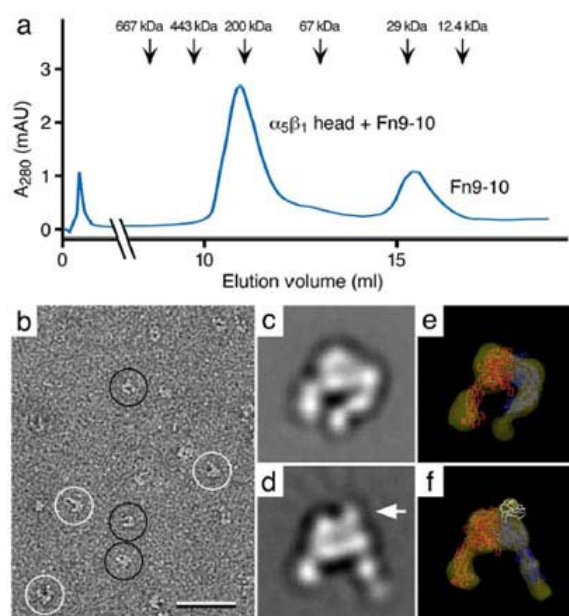 a
667 kDa 443 kDa 200 kDa 67 kDa 29 kDa 12.4 kDa
3
2
1
0
A280 (mAU)
α5β1 head + Fn9-10
Fn9-10
0 10 15
Elution volume (ml)
b c e
d f